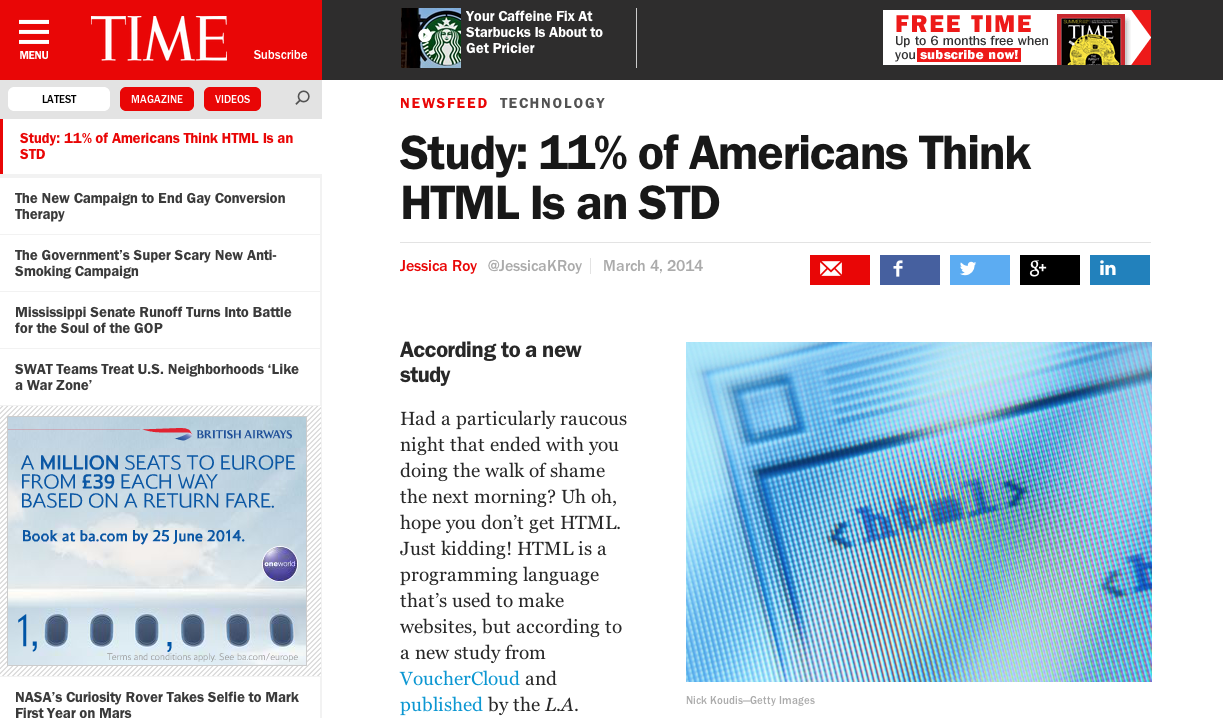 MENU
TIME
Subscribe
Your Caffeine Fix At
Starbucks Is About to
Get Pricier
FREE TIME
Up to 6 months free when
you subscribe now!
TIME
LATEST
MAGAZINE
VIDEOS
Study: 11% of Americans Think HTML Is an
STD
The New Campaign to End Gay Conversion
Therapy
The Government’s Super Scary New Anti-
Smoking Campaign
Mississippi Senate Runoff Turns Into Battle
for the Soul of the GOP
SWAT Teams Treat U.S. Neighborhoods ‘Like
a War Zone’
BRITISH AIRWAYS
A MILLION SEATS TO EUROPE
FROM £39 EACH WAY
BASED ON A RETURN FARE.
Book at ba.com by 25 June 2014.
oneworld
1,000,000
Terms and conditions apply. See ba.com/europe
NASA’s Curiosity Rover Takes Selfie to Mark
First Year on Mars
NEWSFEED TECHNOLOGY
Study: 11% of Americans Think
HTML Is an STD
Jessica Roy @JessicaKRoy March 4, 2014
f
g+
in
According to a new
study
Had a particularly raucous
night that ended with you
doing the walk of shame
the next morning? Uh oh,
hope you don’t get HTML.
Just kidding! HTML is a
programming language
that’s used to make
websites, but according to
a new study from
VoucherCloud and
published by the L.A.
<html>
<h
Nick Koudis—Getty Images